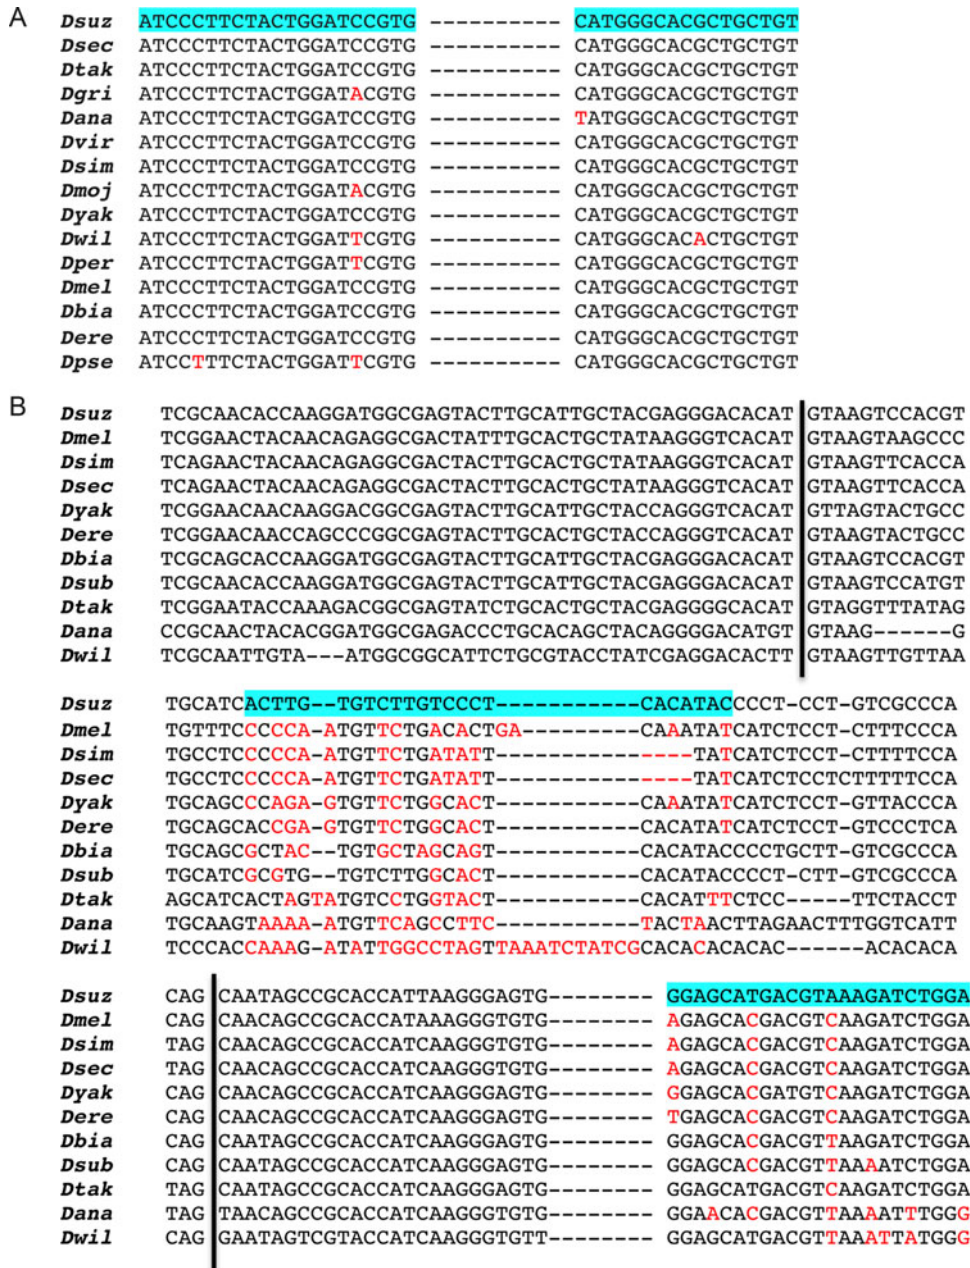 A
Dsuz ATCCCTTCTACTGGATCCGTG ---------- CATGGGCACGCTGCTGT
Dsec ATCCCTTCTACTGGATCCGTG ---------- CATGGGCACGCTGCTGT
Dtak ATCCCTTCTACTGGATCCGTG ---------- CATGGGCACGCTGCTGT
Dgri ATCCCTTCTACTGGATACGTG ---------- CATGGGCACGCTGCTGT
Dana ATCCCTTCTACTGGATCCGTG ---------- TATGGGCACGCTGCTGT
Dvir ATCCCTTCTACTGGATCCGTG ---------- CATGGGCACGCTGCTGT
Dsim ATCCCTTCTACTGGATCCGTG ---------- CATGGGCACGCTGCTGT
Dmoj ATCCCTTCTACTGGATACGTG ---------- CATGGGCACGCTGCTGT
Dyak ATCCCTTCTACTGGATCCGTG ---------- CATGGGCACGCTGCTGT
Dwil ATCCCTTCTACTGGATTCGTG ---------- CATGGGCACACTGCTGT
Dper ATCCCTTCTACTGGATTCGTG ---------- CATGGGCACGCTGCTGT
Dmel ATCCCTTCTACTGGATCCGTG ---------- CATGGGCACGCTGCTGT
Dbia ATCCCTTCTACTGGATCCGTG ---------- CATGGGCACGCTGCTGT
Dere ATCCCTTCTACTGGATCCGTG ---------- CATGGGCACGCTGCTGT
Dpse ATCCTTTCTACTGGATTCGTG ---------- CATGGGCACGCTGCTGT
B
Dsuz TCGCAACACCAAGGATGGCGAGTACTTGCATTGCTACGAGGGACACAT GTAAGTCCACGT
Dmel TCGGAACTACAACAGAGGCGACTATTTGCACTGCTATAAGGGTCACAT GTAAGTAAGCCC
Dsim TCAGAACTACAACAGAGGCGACTACTTGCACTGCTATAAGGGTCACAT GTAAGTTCACCA
Dsec TCAGAACTACAACAGAGGCGACTACTTGCACTGCTATAAGGGTCACAT GTAAGTTCACCA
Dyak TCGGAACAACAAGGACGGCGAGTACTTGCATTGCTACCAGGGTCACAT GTTAGTACTGCC
Dere TCGGAACAACCAGCCCGGCGAGTACTTGCACTGCTACCAGGGTCACAT GTAAGTACTGCC
Dbia TCGCAGCACCAAGGATGGCGAGTACTTGCATTGCTACGAGGGACACAT GTAAGTCCACGT
Dsub TCGCAACACCAAGGATGGCGAGTACTTGCATTGCTACGAGGGACACAT GTAAGTCCATGT
Dtak TCGGAATACCAAAGACGGCGAGTATCTGCACTGCTACGAGGGGCACAT GTAGGTTTATAG
Dana CCGCAACTACACGGATGGCGAGACCCTGCACAGCTACAGGGGACATGT GTAAG------G
Dwil TCGCAATTGTA---ATGGCGGCATTCTGCGTACCTATCGAGGACACTT GTAAGTTGTTAA
Dsuz TGCATCACTTG--TGTCTTGTCCCT-----------CACATACCCCT-CCT-GTCGCCCA
Dmel TGTTTCCCCCA-ATGTTCTGACACTGA---------CAAATATCATCTCCT-CTTTCCCA
Dsim TGCCTCCCCCA-ATGTTCTGATATT---------------TATCATCTCCT-CTTTTCCA
Dsec TGCCTCCCCCA-ATGTTCTGATATT---------------TATCATCTCCTCTTTTTCCA
Dyak TGCAGCCCAGA-GTGTTCTGGCACT-----------CAAATATCATCTCCT-GTTACCCA
Dere TGCAGCACCGA-GTGTTCTGGCACT-----------CACATATCATCTCCT-GTCCCTCA
Dbia TGCAGCGCTAC--TGTGCTAGCAGT-----------CACATACCCCTGCTT-GTCGCCCA
Dsub TGCATCGCGTG--TGTCTTGGCACT-----------CACATACCCCT-CTT-GTCGCCCA
Dtak AGCATCACTAGTATGTCCTGGTACT-----------CACATTTCTCC-----TTCTACCT
Dana TGCAAGTAAAA-ATGTTCAGCCTTC-----------TACTAACTTAGAACTTTGGTCATT
Dwil TCCCACCAAAG-ATATTGGCCTAGTTAAATCTATCGCACACACACAC------ACACACA
Dsuz CAG CAATAGCCGCACCATTAAGGGAGTG-------- GGAGCATGACGTAAAGATCTGGA
Dmel CAG CAACAGCCGCACCATAAAGGGTGTG-------- AGAGCACGACGTCAAGATCTGGA
Dsim TAG CAACAGCCGCACCATCAAGGGTGTG-------- AGAGCACGACGTCAAGATCTGGA
Dsec TAG CAACAGCCGCACCATCAAGGGTGTG-------- AGAGCACGACGTCAAGATCTGGA
Dyak CAG CAACAGCCGCACCATCAAGGGTGTG-------- GGAGCACGATGTCAAGATCTGGA
Dere CAG CAACAGCCGCACCATCAAGGGTGTG-------- TGAGCACGACGTCAAGATCTGGA
Dbia CAG CAATAGCCGCACCATCAAGGGAGTG-------- GGAGCACGACGTTAAGATCTGGA
Dsub CAG CAATAGCCGCACCATCAAGGGAGTG-------- GGAGCACGACGTTAAAATCTGGA
Dtak TAG CAATAGCCGCACCATCAAGGGAGTG-------- GGAGCATGACGTCAAGATCTGGA
Dana TAG TAACAGCCGCACCATCAAGGGAGTG-------- GGAACACGACGTTAAAATTTGGG
Dwil CAG GAATAGTCGTACCATCAAGGGTGTT-------- GGAGCATGACGTTAAATTATGGG